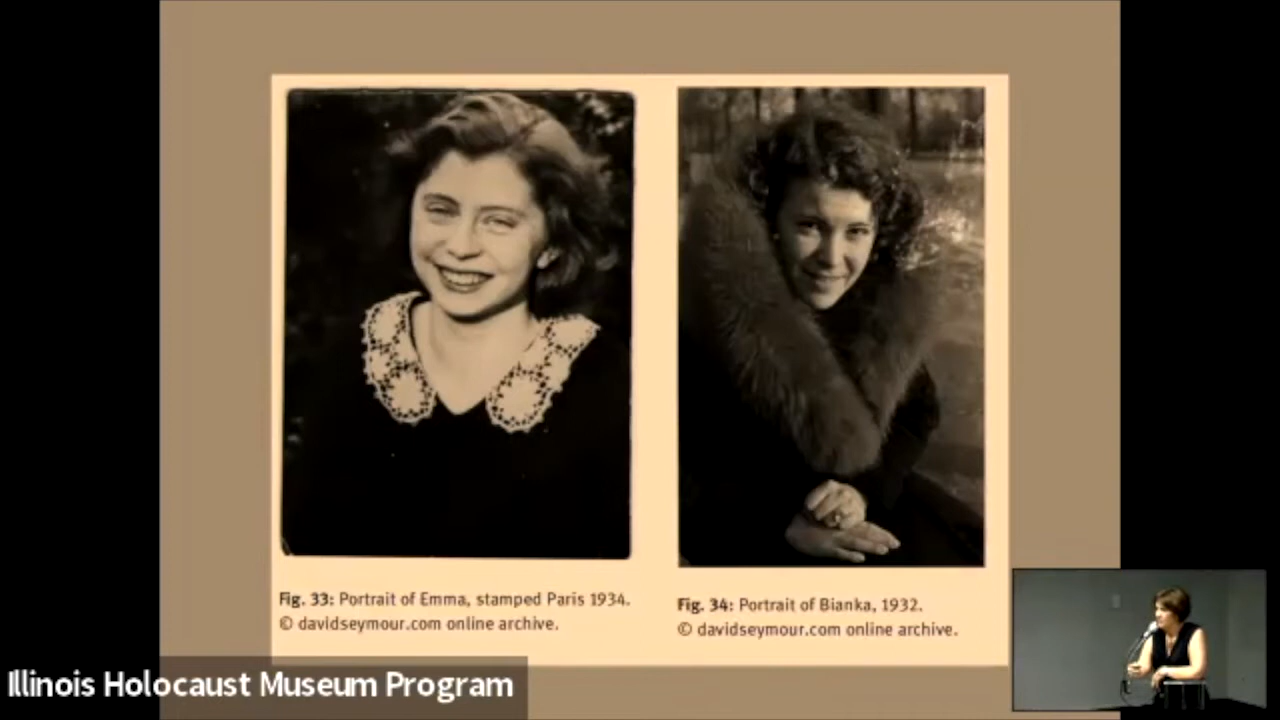 Fig. 33: Portrait of Emma, stamped Paris 1934.
© davidseymour.com online archive.
Fig. 34: Portrait of Bianka, 1932.
© davidseymour.com online archive.
Illinois Holocaust Museum Program